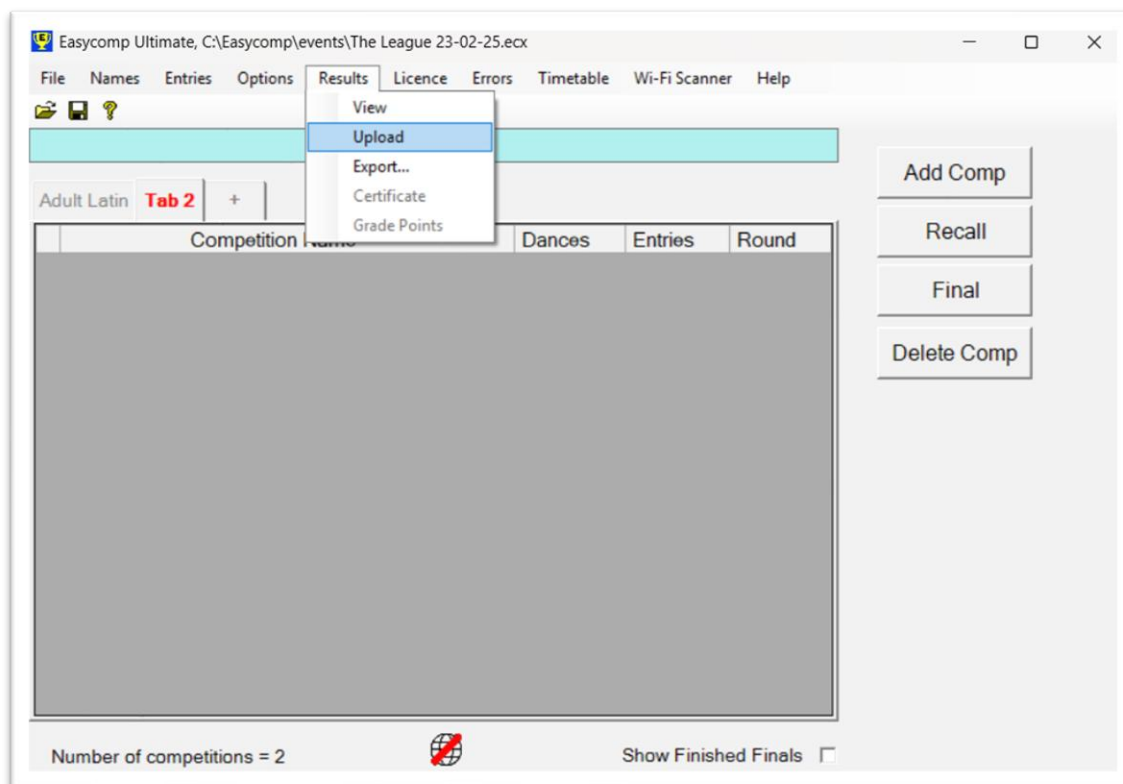 Easycomp Ultimate, C:\Easycomp\events\The League 23-02-25.ecx
File Names Entries Options Results Licence Errors Timetable Wi-Fi Scanner Help
View
Upload
Export...
Certificate
Grade Points
Adult Latin Tab 2 +
Competition Name Dances Entries Round
Add Comp
Recall
Final
Delete Comp
Number of competitions = 2 Show Finished Finals